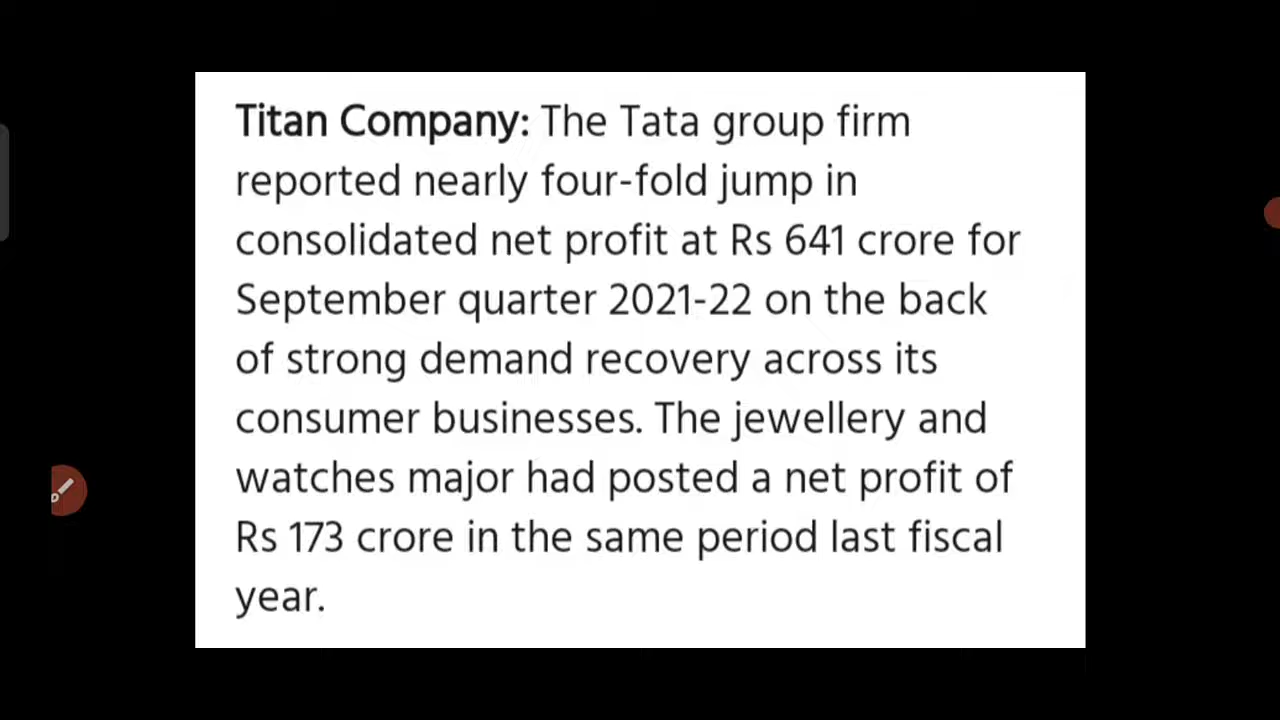 Titan Company: The Tata group firm
reported nearly four-fold jump in
consolidated net profit at Rs 641 crore for
September quarter 2021-22 on the back
of strong demand recovery across its
consumer businesses. The jewellery and
watches major had posted a net profit of
Rs 173 crore in the same period last fiscal
year.